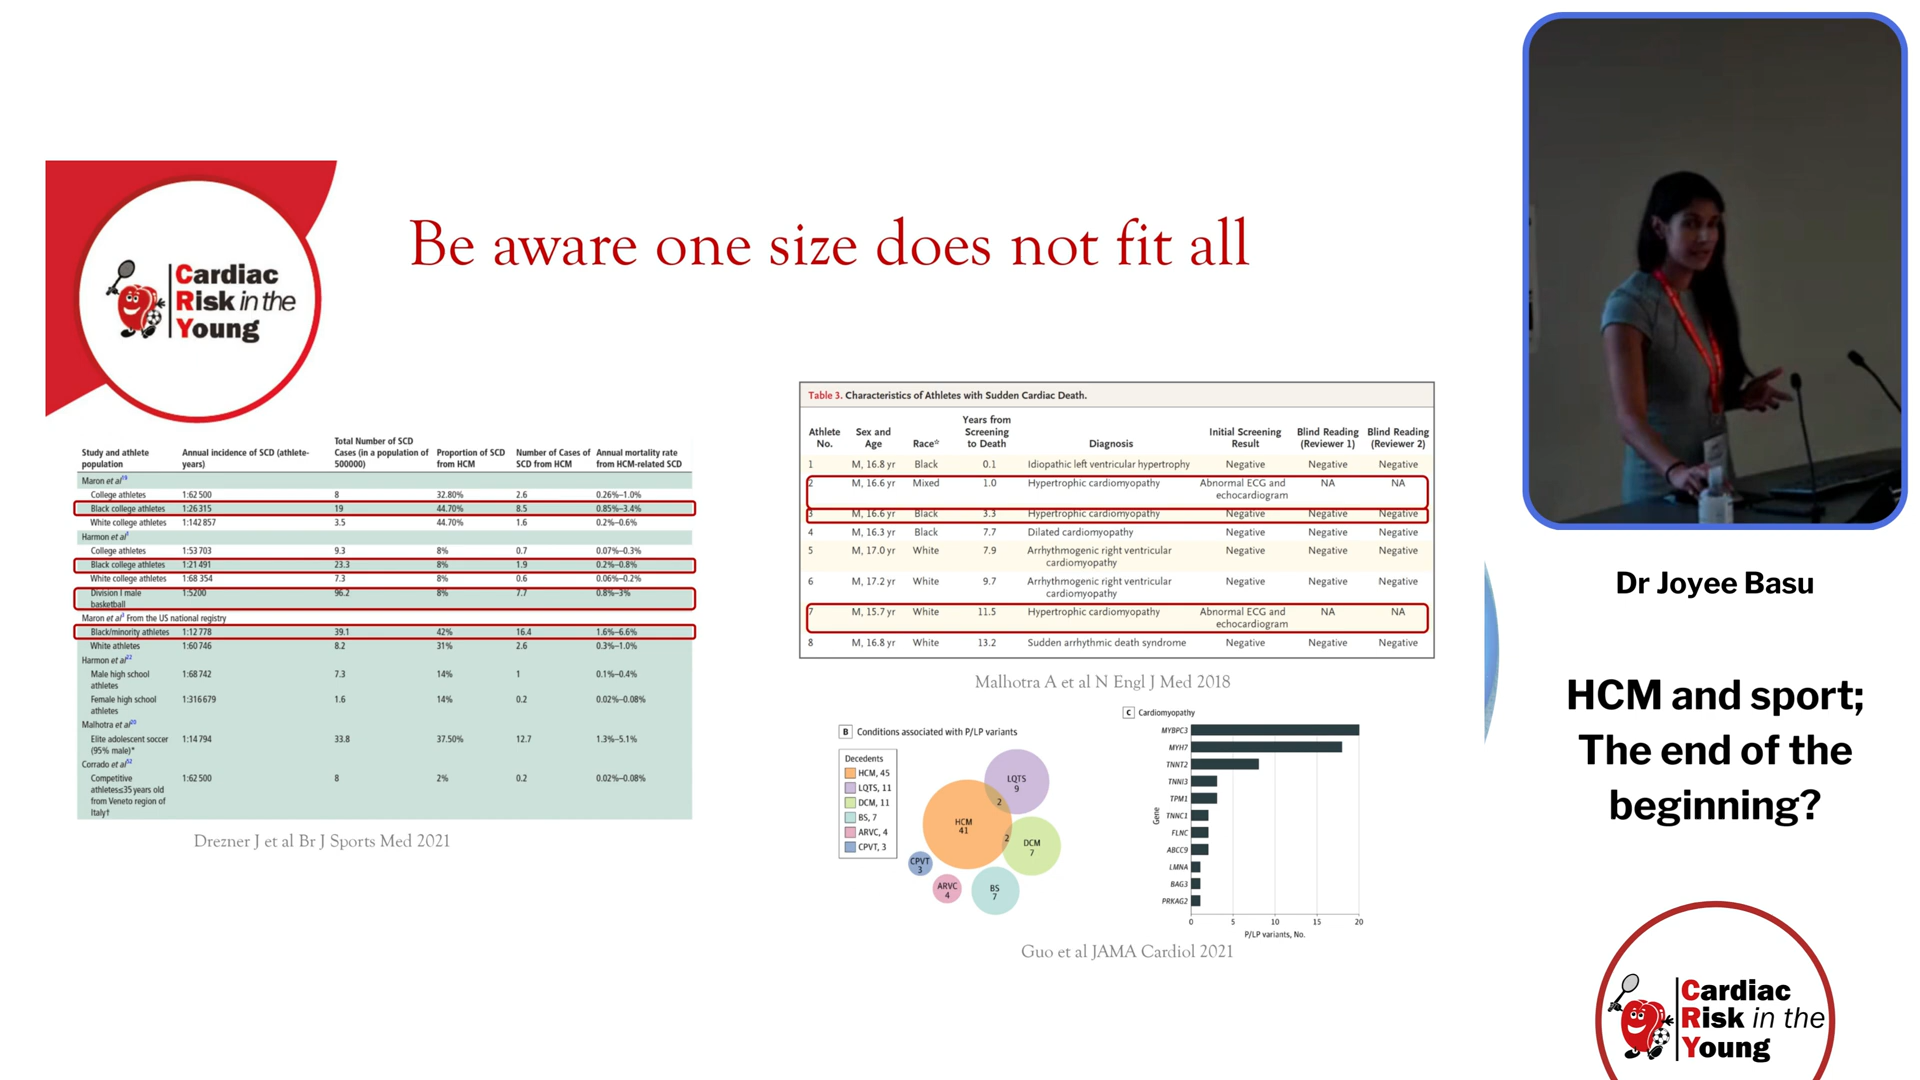 Be aware one size does not fit all
Cardiac
Risk in the
Young
Study and athlete population | Annual incidence of SCD (athlete-years) | Total Number of SCD Cases (in a population of 500000) | Proportion of SCD from HCM | Number of Cases of SCD from HCM | Annual mortality rate from HCM-related SCD
Maron et al19
College athletes 1:62 500 8 32.80% 2.6 0.26%–1.0%
Black college athletes 1:26 315 19 44.70% 8.5 0.85%–3.4%
White college athletes 1:142 857 3.5 44.70% 1.6 0.2%–0.6%
Harmon et al
College athletes 1:53 703 9.3 8% 0.7 0.07%–0.3%
Black college athletes 1:21 491 23.3 8% 1.9 0.2%–0.8%
White college athletes 1:68 354 7.3 8% 0.6 0.06%–0.2%
Division I male basketball 1:5200 96.2 8% 7.7 0.8%–3%
Maron et al From the US national registry
Black/minority athletes 1:12 778 39.1 42% 16.4 1.6%–6.6%
White athletes 1:60 746 8.2 31% 2.6 0.3%–1.0%
Harmon et al22
Male high school athletes 1:68 742 7.3 14% 1 0.1%–0.4%
Female high school athletes 1:316 679 1.6 14% 0.2 0.02%–0.08%
Malhotra et al20
Elite adolescent soccer (95% male)* 1:14 794 33.8 37.50% 12.7 1.3%–5.1%
Corrado et al52
Competitive athletes≤35 years old from Veneto region of Italy† 1:62 500 8 2% 0.2 0.02%–0.08%
Drezner J et al Br J Sports Med 2021
Table 3. Characteristics of Athletes with Sudden Cardiac Death.
Athlete No. | Sex and Age | Race☆ | Years from Screening to Death | Diagnosis | Initial Screening Result | Blind Reading (Reviewer 1) | Blind Reading (Reviewer 2)
1 M, 16.8 yr Black 0.1 Idiopathic left ventricular hypertrophy Negative Negative Negative
2 M, 16.6 yr Mixed 1.0 Hypertrophic cardiomyopathy Abnormal ECG and echocardiogram NA NA
3 M, 16.6 yr Black 3.3 Hypertrophic cardiomyopathy Negative Negative Negative
4 M, 16.3 yr Black 7.7 Dilated cardiomyopathy Negative Negative Negative
5 M, 17.0 yr White 7.9 Arrhythmogenic right ventricular cardiomyopathy Negative Negative Negative
6 M, 17.2 yr White 9.7 Arrhythmogenic right ventricular cardiomyopathy Negative Negative Negative
7 M, 15.7 yr White 11.5 Hypertrophic cardiomyopathy Abnormal ECG and echocardiogram NA NA
8 M, 16.8 yr White 13.2 Sudden arrhythmic death syndrome Negative Negative Negative
Malhotra A et al N Engl J Med 2018
B Conditions associated with P/LP variants
Decedents
HCM, 45
LQTS, 11
DCM, 11
BS, 7
ARVC, 4
CPVT, 3
LQTS
9
2
HCM
41
2
DCM
7
CPVT
3
ARVC
4
BS
7
C Cardiomyopathy
Gene
MYBPC3
MYH7
TNNT2
TNNI3
TPM1
TNNC1
FLNC
ABCC9
LMNA
BAG3
PRKAG2
0 5 10 15 20
P/LP variants, No.
Guo et al JAMA Cardiol 2021
Dr Joyee Basu
HCM and sport;
The end of the
beginning?
Cardiac
Risk in the
Young